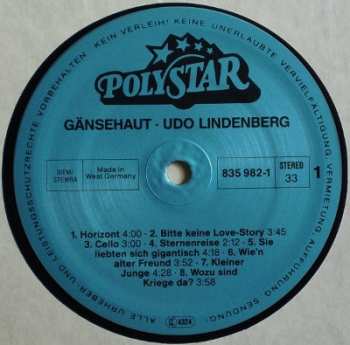 KEIN VERLEIH! KEINE UNERLAUBTE VERVIELFÄLTIGUNG, VERMIETUNG, AUFFÜHRUNG, SENDUNG!
ALLE URHEBER- UND LEISTUNGSSCHUTZRECHTE VORBEHALTEN
POLYSTAR
GÄNSEHAUT · UDO LINDENBERG
BIEM/
STEMRA
Made in
West Germany
835 982-1
STEREO
33
1
1. Horizont 4:00 · 2. Bitte keine Love-Story 3:45
3. Cello 3:00 · 4. Sternenreise 2:12 · 5. Sie
liebten sich gigantisch 4:18 · 6. Wie'n
alter Freund 3:22 · 7. Kleiner
Junge 4:28 · 8. Wozu sind
Kriege da? 3:58
LC 4324